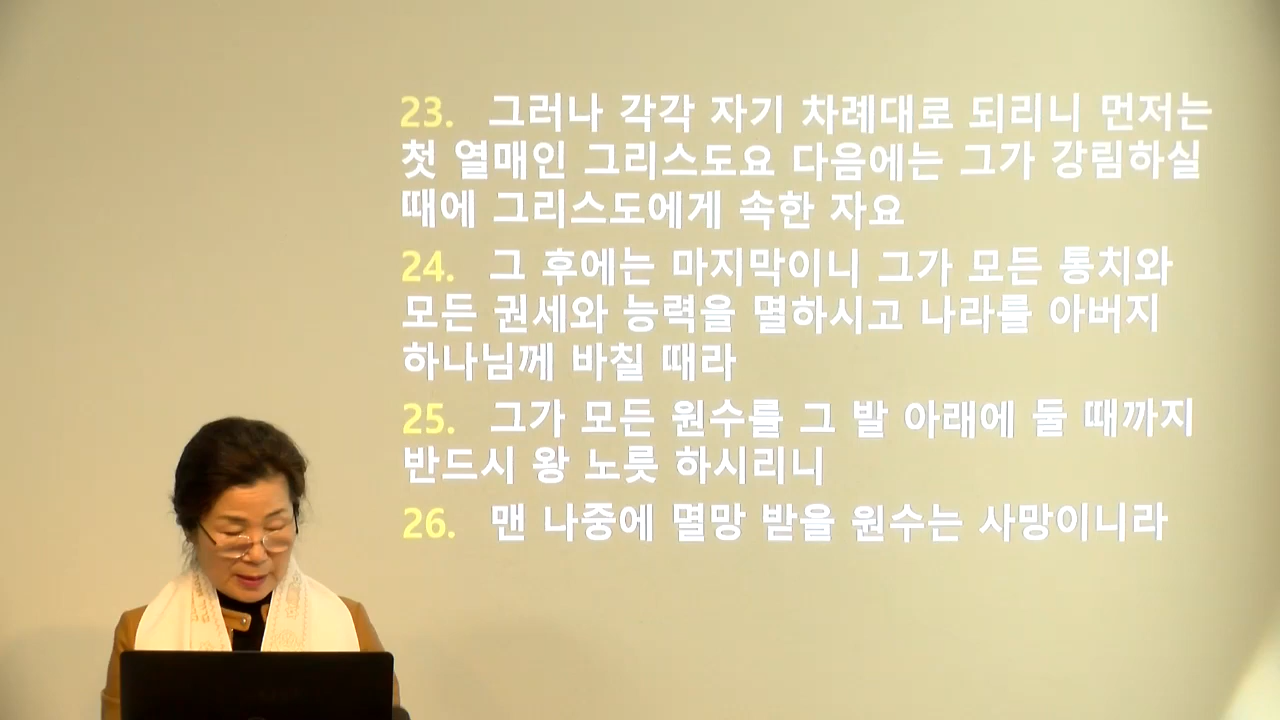 23. 그러나 각각 자기 차례대로 되리니 먼저는
첫 열매인 그리스도요 다음에는 그가 강림하실
때에 그리스도에게 속한 자요
24. 그 후에는 마지막이니 그가 모든 통치와
모든 권세와 능력을 멸하시고 나라를 아버지
하나님께 바칠 때라
25. 그가 모든 원수를 그 발 아래에 둘 때까지
반드시 왕 노릇 하시리니
26. 맨 나중에 멸망 받을 원수는 사망이니라